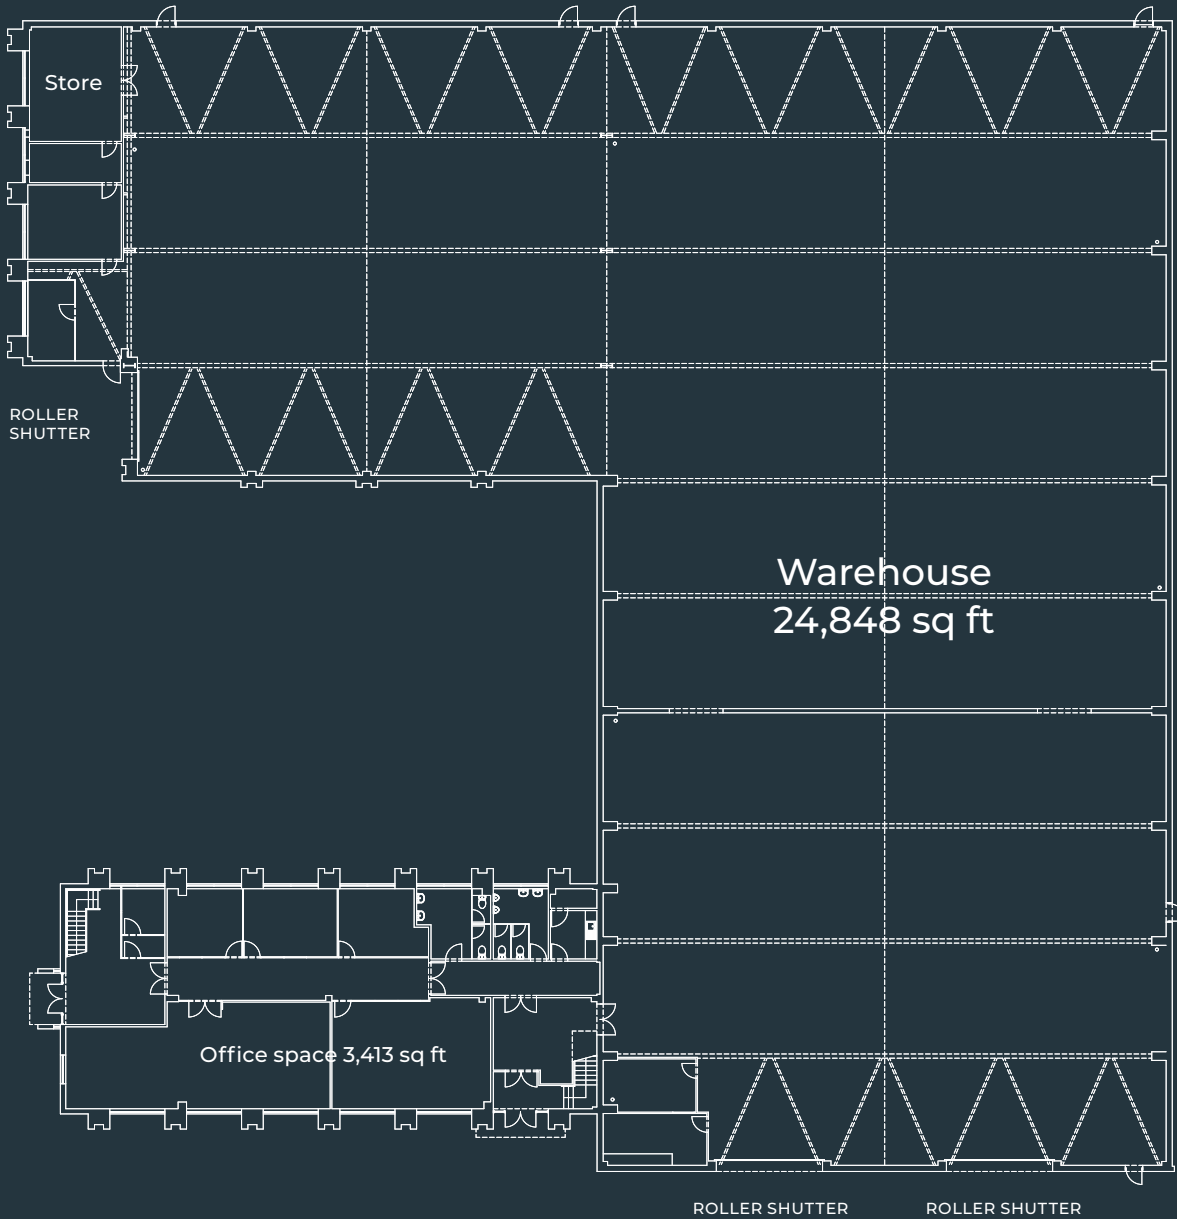 Store
ROLLER
SHUTTER
Warehouse
24,848 sq ft
Office space 3,413 sq ft
ROLLER SHUTTER
ROLLER SHUTTER